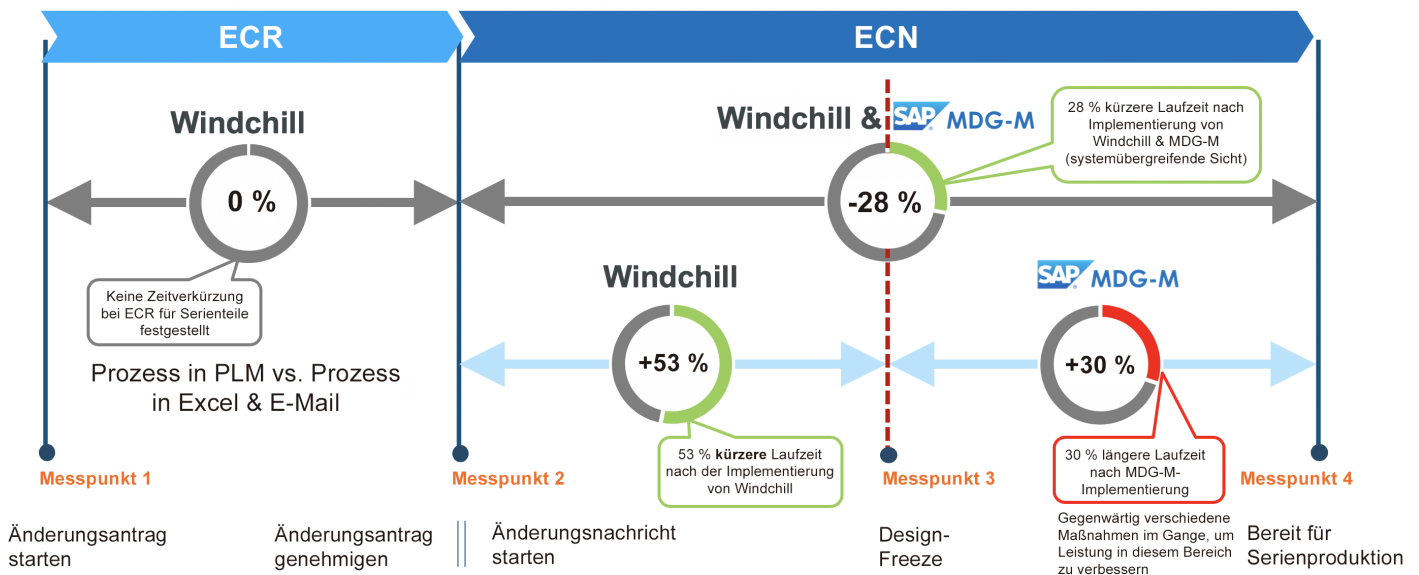 ECR
ECN
Windchill
0 %
Keine Zeitverkürzung
bei ECR für Serienteile
festgestellt
Prozess in PLM vs. Prozess
in Excel & E-Mail
Windchill & SAP MDG-M
-28 %
28 % kürzere Laufzeit nach
Implementierung von
Windchill & MDG-M
(systemübergreifende Sicht)
Windchill
+53 %
53 % kürzere Laufzeit
nach der Implementierung
von Windchill
SAP MDG-M
+30 %
30 % längere Laufzeit
nach MDG-M-
Implementierung
Gegenwärtig verschiedene
Maßnahmen im Gange, um
Leistung in diesem Bereich
zu verbessern
Messpunkt 1
Messpunkt 2
Messpunkt 3
Messpunkt 4
Änderungsantrag
starten
Änderungsantrag
genehmigen
Änderungsnachricht
starten
Design-
Freeze
Bereit für
Serienproduktion